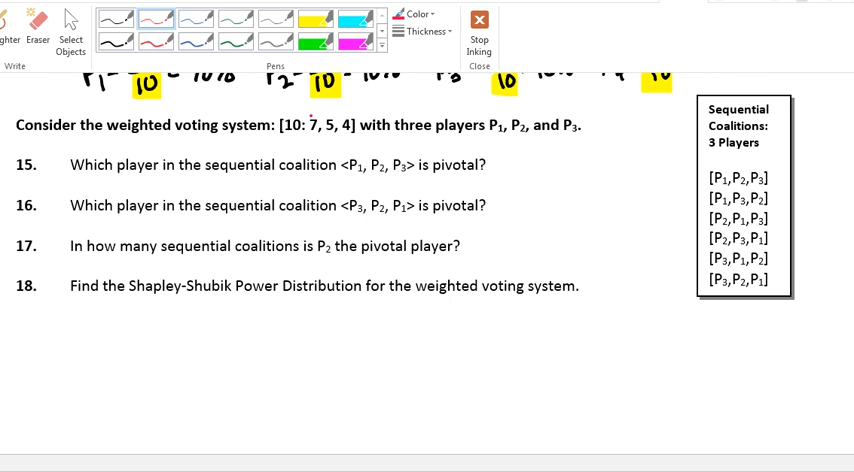 Color
Thickness
ghter Eraser Select Objects
Stop Inking
Write
Pens
Close
Consider the weighted voting system: [10: 7, 5, 4] with three players P₁, P₂, and P₃.
15. Which player in the sequential coalition <P₁, P₂, P₃> is pivotal?
16. Which player in the sequential coalition <P₃, P₂, P₁> is pivotal?
17. In how many sequential coalitions is P₂ the pivotal player?
18. Find the Shapley-Shubik Power Distribution for the weighted voting system.
Sequential
Coalitions:
3 Players
[P₁,P₂,P₃]
[P₁,P₃,P₂]
[P₂,P₁,P₃]
[P₂,P₃,P₁]
[P₃,P₁,P₂]
[P₃,P₂,P₁]